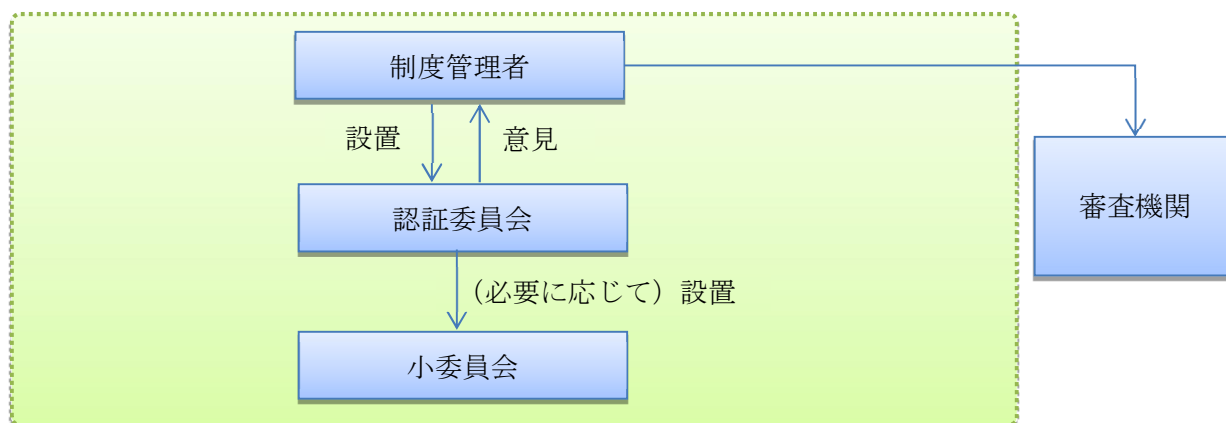 制度管理者
設置
意見
認証委員会
審査機関
（必要に応じて）設置
小委員会